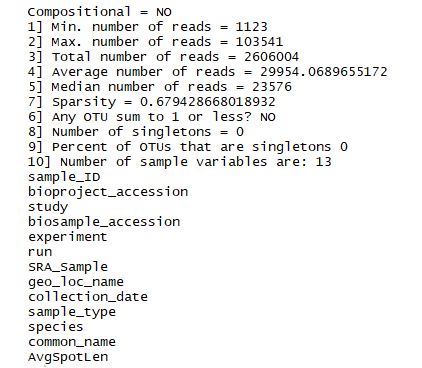 Compositional = NO
1] Min. number of reads = 1123
2] Max. number of reads = 103541
3] Total number of reads = 2606004
4] Average number of reads = 29954.0689655172
5] Median number of reads = 23576
7] Sparsity = 0.679428668018932
6] Any OTU sum to 1 or less? NO
8] Number of singletons = 0
9] Percent of OTUs that are singletons 0
10] Number of sample variables are: 13
sample_ID
bioproject_accession
study
biosample_accession
experiment
run
SRA_Sample
geo_loc_name
collection_date
sample_type
species
common_name
AvgSpotLen